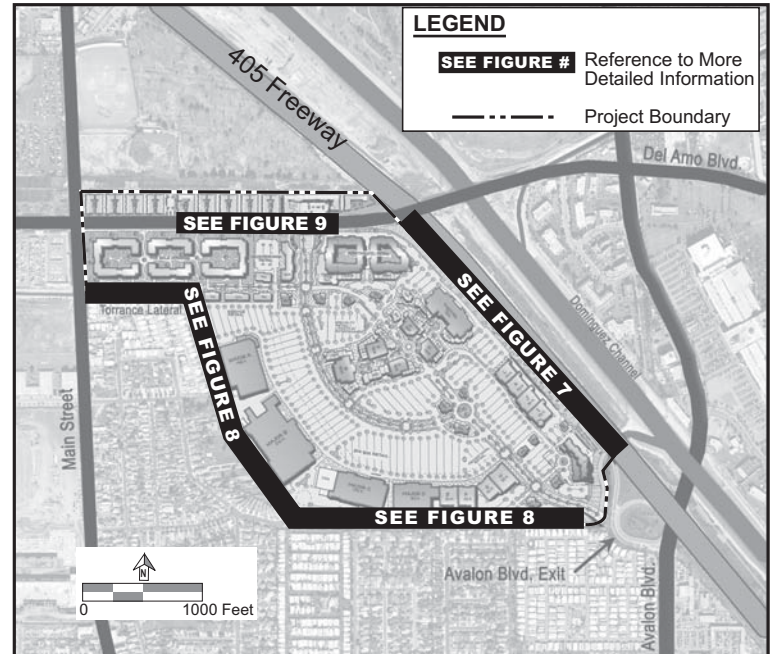 LEGEND
SEE FIGURE #
Reference to More
Detailed Information
Project Boundary
405 Freeway
Del Amo Blvd.
SEE FIGURE 9
SEE FIGURE 7
Dominguez Channel
Torrance Lateral
SEE FIGURE 8
Main Street
SEE FIGURE 8
Avalon Blvd. Exit
Avalon Blvd.
N
0 1000 Feet